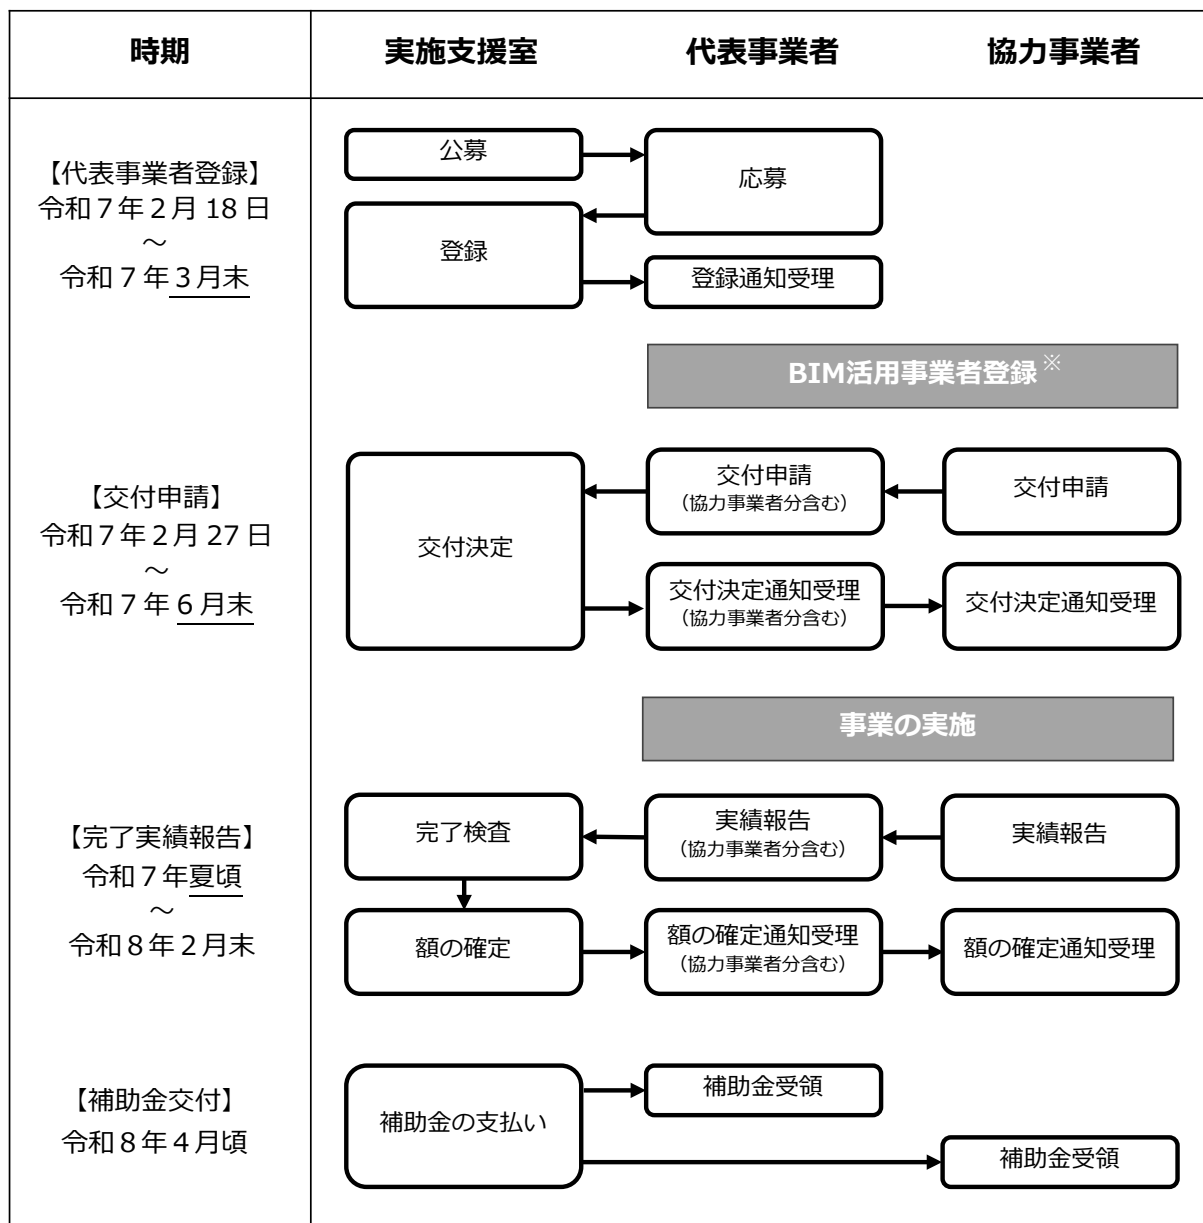 時期
実施支援室
代表事業者
協力事業者
【代表事業者登録】
令和7年2月 18 日
～
令和7年3月末
公募
応募
登録
登録通知受理
BIM活用事業者登録※
【交付申請】
令和7年2月 27 日
～
令和7年6月末
交付決定
交付申請
（協力事業者分含む）
交付申請
交付決定通知受理
（協力事業者分含む）
交付決定通知受理
事業の実施
【完了実績報告】
令和7年夏頃
～
令和8年2月末
完了検査
実績報告
（協力事業者分含む）
実績報告
額の確定
額の確定通知受理
（協力事業者分含む）
額の確定通知受理
【補助金交付】
令和8年4月頃
補助金の支払い
補助金受領
補助金受領